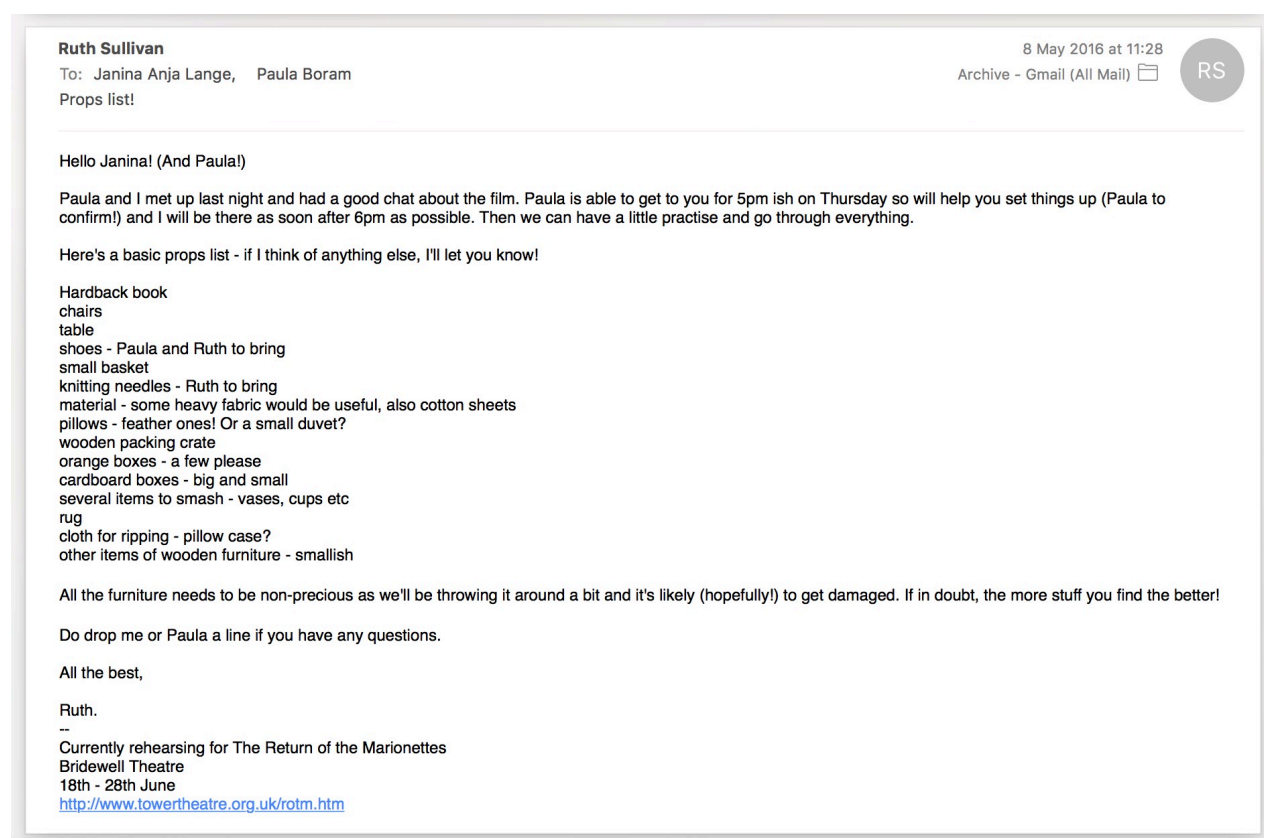 Ruth Sullivan
8 May 2016 at 11:28
To: Janina Anja Lange, Paula Boram
Archive - Gmail (All Mail)
RS
Props list!
Hello Janina! (And Paula!)
Paula and I met up last night and had a good chat about the film. Paula is able to get to you for 5pm ish on Thursday so will help you set things up (Paula to
confirm!) and I will be there as soon after 6pm as possible. Then we can have a little practise and go through everything.
Here's a basic props list - if I think of anything else, I'll let you know!
Hardback book
chairs
table
shoes - Paula and Ruth to bring
small basket
knitting needles - Ruth to bring
material - some heavy fabric would be useful, also cotton sheets
pillows - feather ones! Or a small duvet?
wooden packing crate
orange boxes - a few please
cardboard boxes - big and small
several items to smash - vases, cups etc
rug
cloth for ripping - pillow case?
other items of wooden furniture - smallish
All the furniture needs to be non-precious as we'll be throwing it around a bit and it's likely (hopefully!) to get damaged. If in doubt, the more stuff you find the better!
Do drop me or Paula a line if you have any questions.
All the best,
Ruth.
--
Currently rehearsing for The Return of the Marionettes
Bridewell Theatre
18th - 28th June
http://www.towertheatre.org.uk/rotm.htm